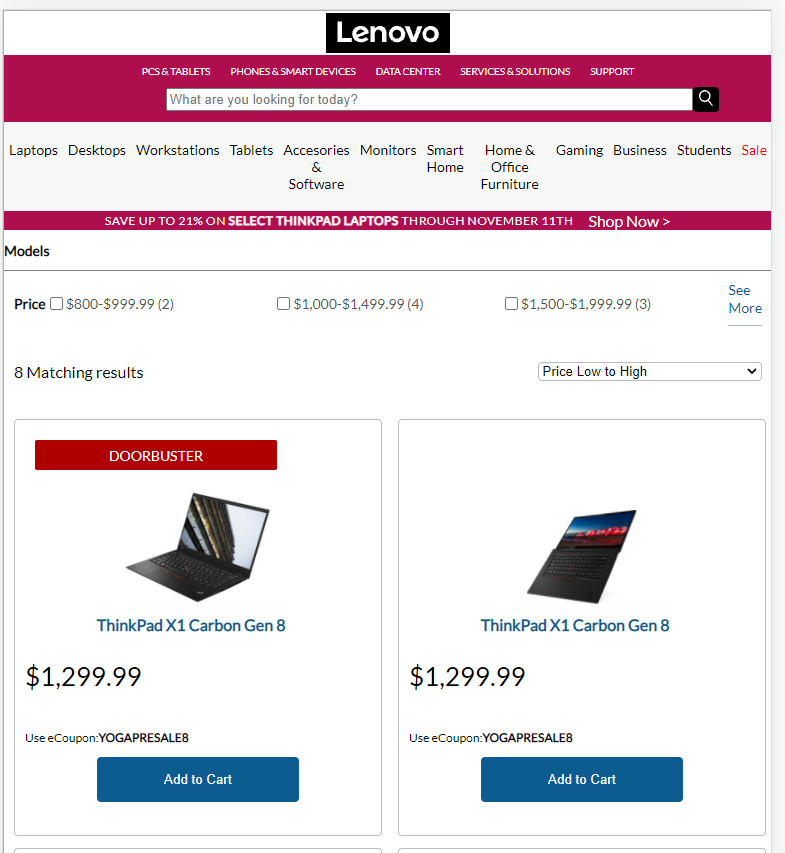 Lenovo
PCS & TABLETS PHONES & SMART DEVICES DATA CENTER SERVICES & SOLUTIONS SUPPORT
What are you looking for today?
Laptops Desktops Workstations Tablets Accesories & Software Monitors Smart Home Home & Office Furniture Gaming Business Students Sale
SAVE UP TO 21% ON SELECT THINKPAD LAPTOPS THROUGH NOVEMBER 11TH Shop Now >
Models
Price $800-$999.99 (2) $1,000-$1,499.99 (4) $1,500-$1,999.99 (3) See More
8 Matching results Price Low to High
DOORBUSTER
ThinkPad X1 Carbon Gen 8
$1,299.99
Use eCoupon:YOGAPRESALE8
Add to Cart
ThinkPad X1 Carbon Gen 8
$1,299.99
Use eCoupon:YOGAPRESALE8
Add to Cart